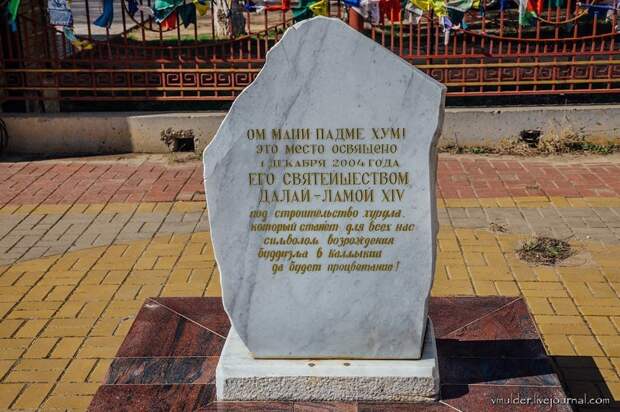 ОМ МАНИ ПАДМЕ ХУМ!
ЭТО МЕСТО ОСВЯЩЕНО
1 ДЕКАБРЯ 2004 ГОДА
ЕГО СВЯТЕЙШЕСТВОМ
ДАЛАЙ-ЛАМОЙ XIV
под строительство хурула,
который станет для всех нас
символом возрождения
буддизма в Калмыкии
да будет процветание!
vmulder.livejournal.com